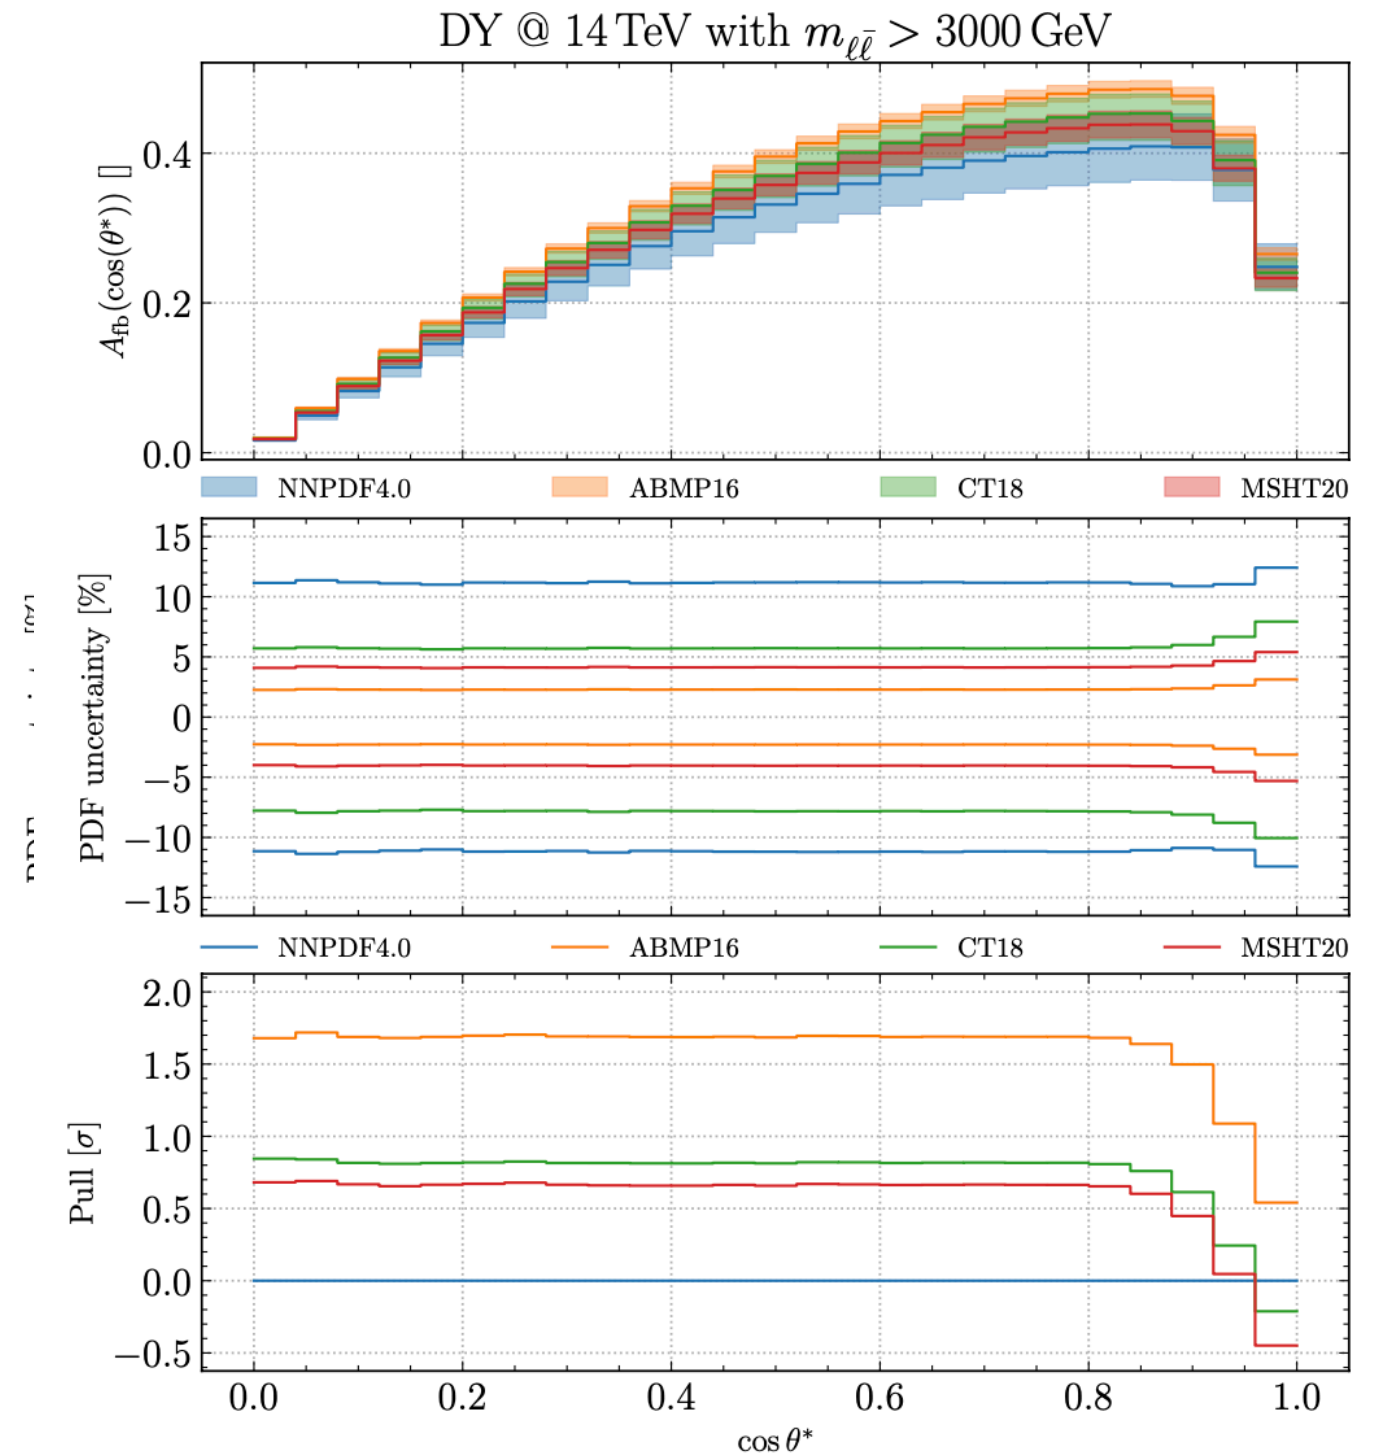 DY @ 14 TeV with m_{ℓℓ̄} > 3000 GeV
A_{fb}(cos(θ*)) []
0.4
0.2
0.0
NNPDF4.0 ABMP16 CT18 MSHT20
PDF uncertainty [%]
15
10
5
0
−5
−10
−15
NNPDF4.0 ABMP16 CT18 MSHT20
Pull [σ]
2.0
1.5
1.0
0.5
0.0
−0.5
0.0 0.2 0.4 0.6 0.8 1.0
cos θ*